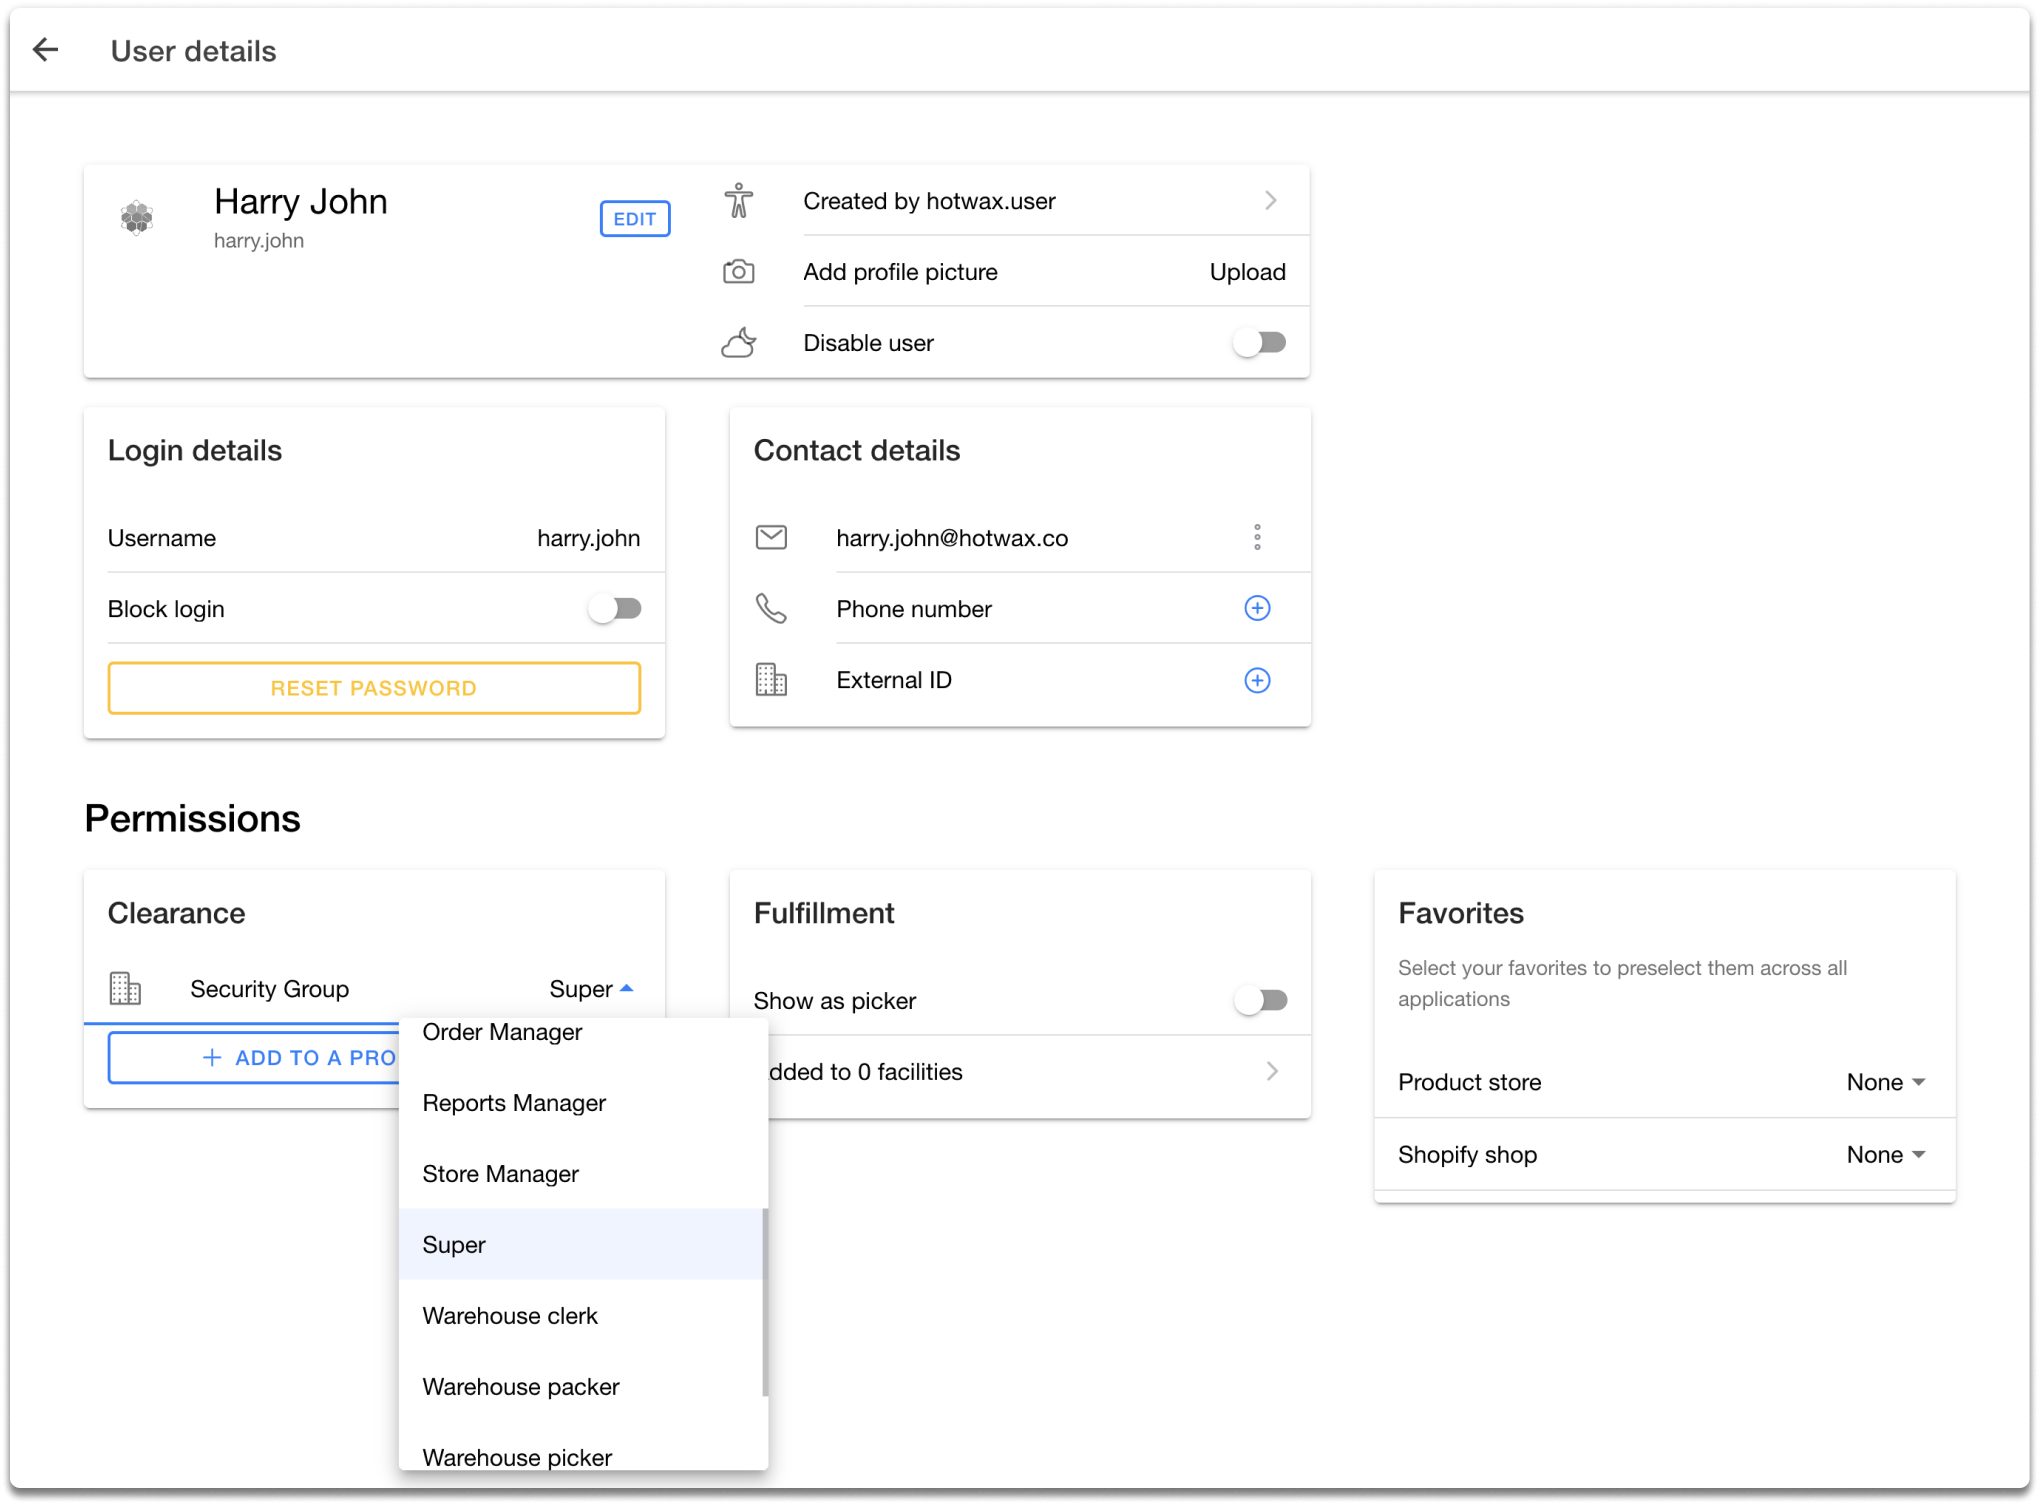 User details
Harry John
harry.john
EDIT
Created by hotwax.user
Add profile picture
Upload
Disable user
Login details
Username
harry.john
Block login
RESET PASSWORD
Contact details
harry.john@hotwax.co
Phone number
External ID
Permissions
Clearance
Security Group
Super
+ ADD TO A PRO
Order Manager
Reports Manager
Store Manager
Super
Warehouse clerk
Warehouse packer
Warehouse picker
Fulfillment
Show as picker
dded to 0 facilities
Favorites
Select your favorites to preselect them across all
applications
Product store
None
Shopify shop
None